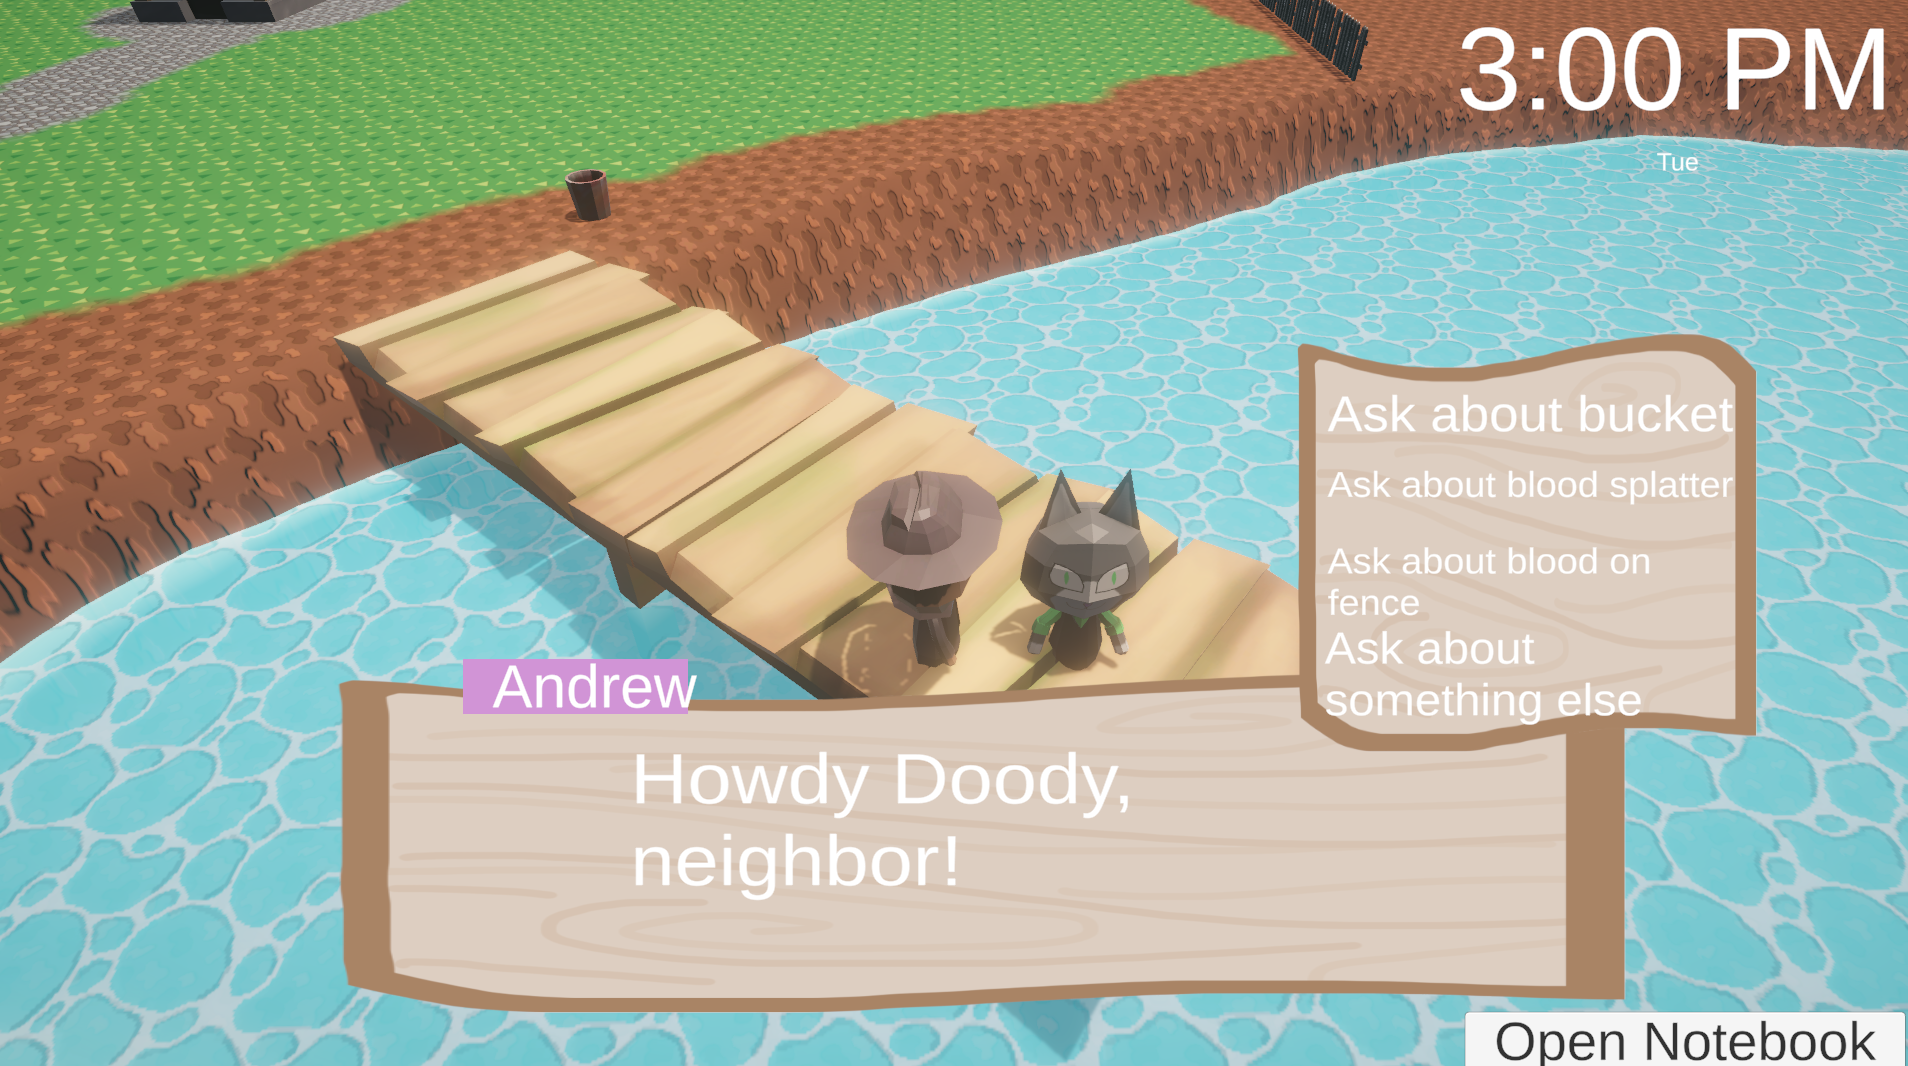 3:00 PM
Tue
Ask about bucket
Ask about blood splatter
Ask about blood on
fence
Ask about
something else
Andrew
Howdy Doody,
neighbor!
Open Notebook